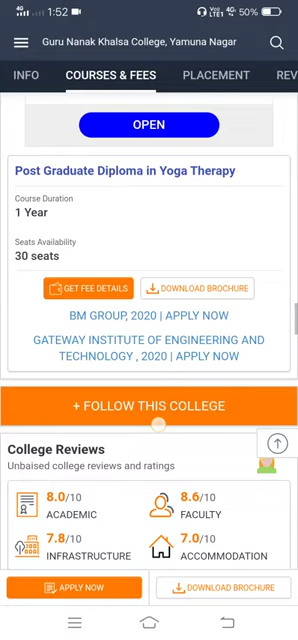 4G 1:52 VoLTE1 4G 50%
Guru Nanak Khalsa College, Yamuna Nagar
INFO COURSES & FEES PLACEMENT REV
OPEN
Post Graduate Diploma in Yoga Therapy
Course Duration
1 Year
Seats Availability
30 seats
GET FEE DETAILS DOWNLOAD BROCHURE
BM GROUP, 2020 | APPLY NOW
GATEWAY INSTITUTE OF ENGINEERING AND
TECHNOLOGY , 2020 | APPLY NOW
+ FOLLOW THIS COLLEGE
College Reviews
Unbaised college reviews and ratings
8.0/10 8.6/10
ACADEMIC FACULTY
7.8/10 7.0/10
INFRASTRUCTURE ACCOMMODATION
APPLY NOW DOWNLOAD BROCHURE